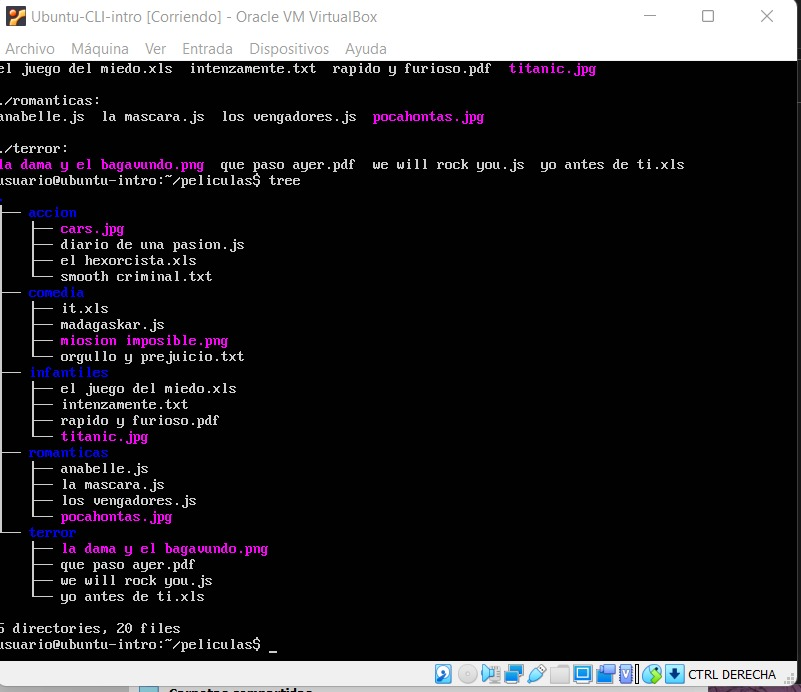 Ubuntu-CLI-intro [Corriendo] - Oracle VM VirtualBox
Archivo Máquina Ver Entrada Dispositivos Ayuda
el juego del miedo.xls  intenzamente.txt  rapido y furioso.pdf  titanic.jpg
./romanticas:
anabelle.js  la mascara.js  los vengadores.js  pocahontas.jpg
./terror:
la dama y el bagavundo.png  que paso ayer.pdf  we will rock you.js  yo antes de ti.xls
usuario@ubuntu-intro:~/peliculas$ tree
.
├── accion
│   ├── cars.jpg
│   ├── diario de una pasion.js
│   ├── el hexorcista.xls
│   └── smooth criminal.txt
├── comedia
│   ├── it.xls
│   ├── madagaskar.js
│   ├── miosion imposible.png
│   └── orgullo y prejuicio.txt
├── infantiles
│   ├── el juego del miedo.xls
│   ├── intenzamente.txt
│   ├── rapido y furioso.pdf
│   └── titanic.jpg
├── romanticas
│   ├── anabelle.js
│   ├── la mascara.js
│   ├── los vengadores.js
│   └── pocahontas.jpg
└── terror
    ├── la dama y el bagavundo.png
    ├── que paso ayer.pdf
    ├── we will rock you.js
    └── yo antes de ti.xls
5 directories, 20 files
usuario@ubuntu-intro:~/peliculas$ _
CTRL DERECHA
Carpetas compartidas